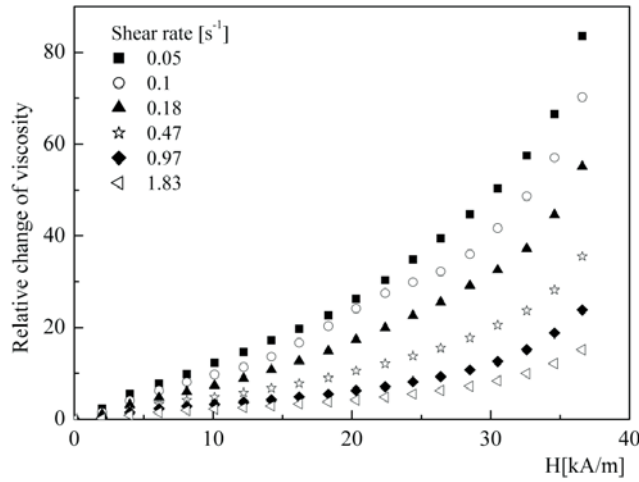 Shear rate [s⁻¹]
0.05
0.1
0.18
0.47
0.97
1.83
Relative change of viscosity
80
60
40
20
0
0 10 20 30 40
H[kA/m]